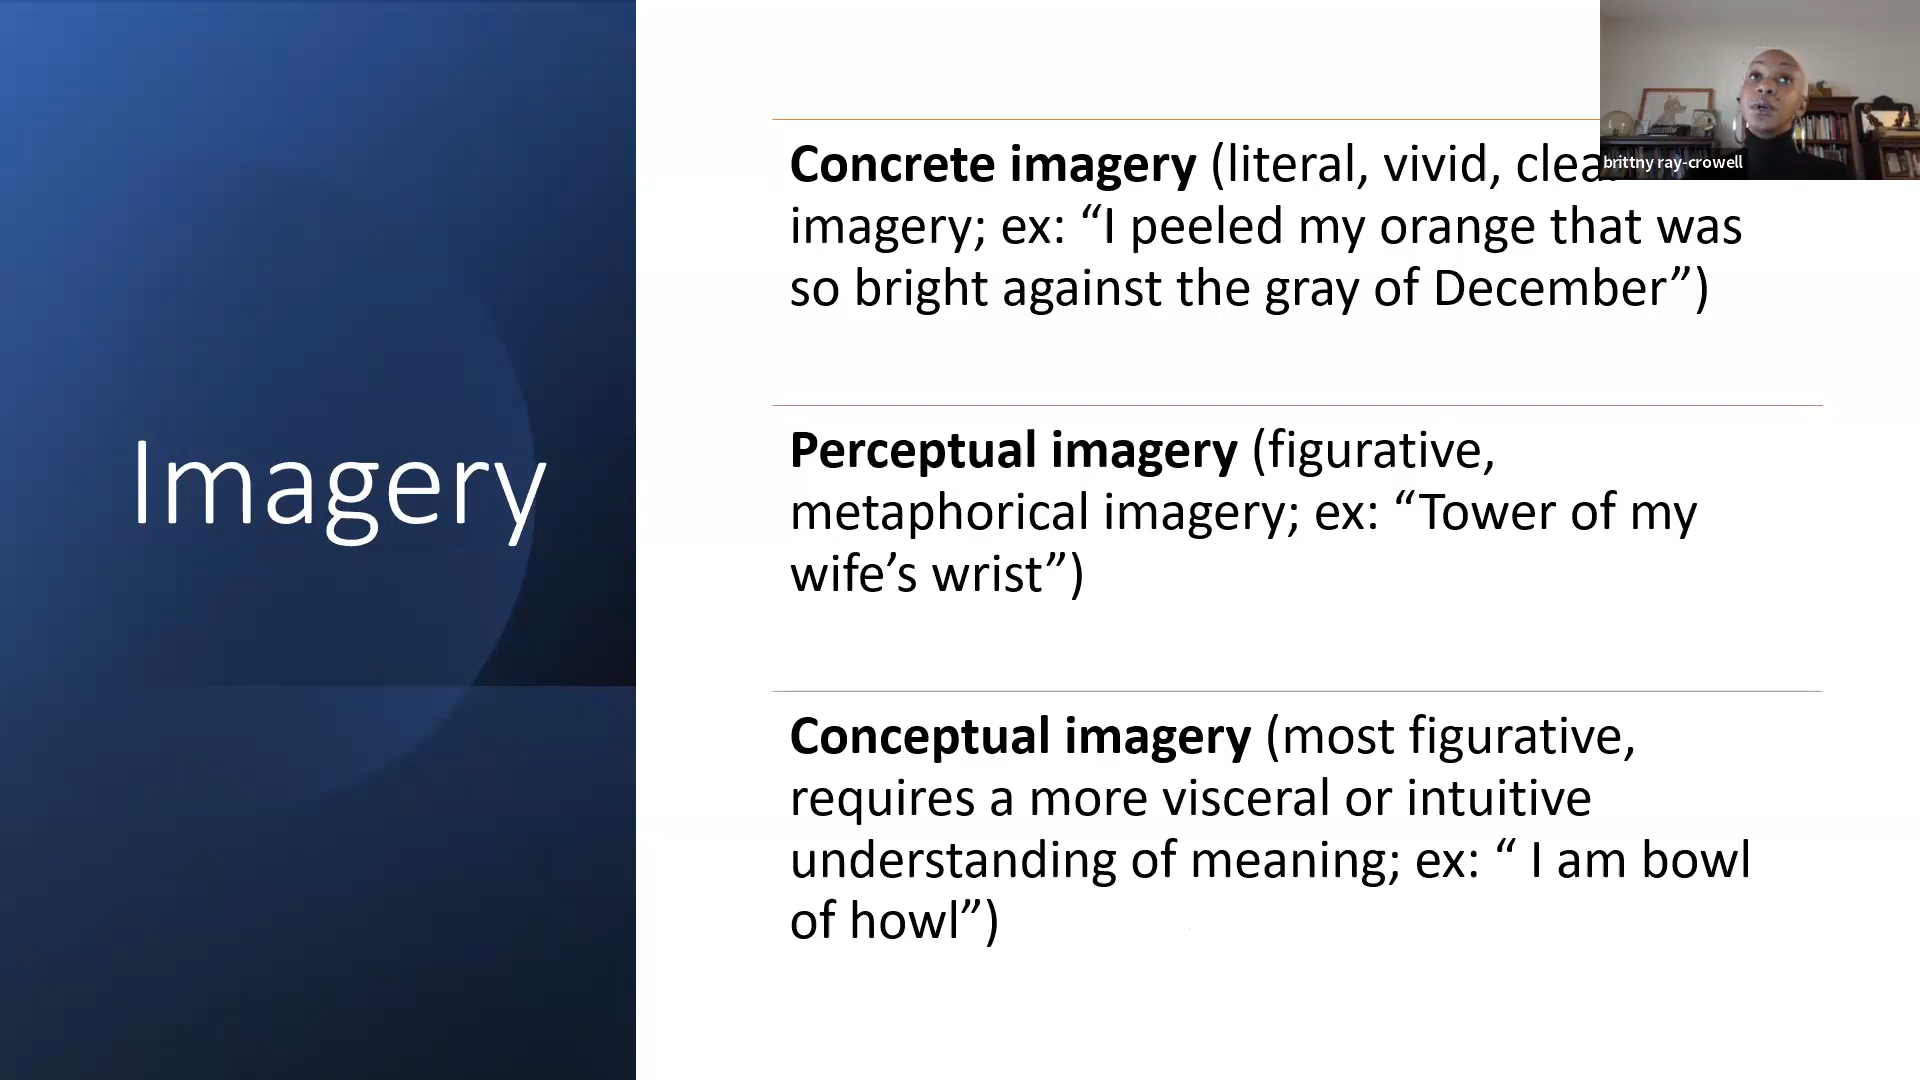 Imagery
Concrete imagery (literal, vivid, clea
imagery; ex: “I peeled my orange that was
so bright against the gray of December”)
Perceptual imagery (figurative,
metaphorical imagery; ex: “Tower of my
wife’s wrist”)
Conceptual imagery (most figurative,
requires a more visceral or intuitive
understanding of meaning; ex: “ I am bowl
of howl”)
brittny ray-crowell